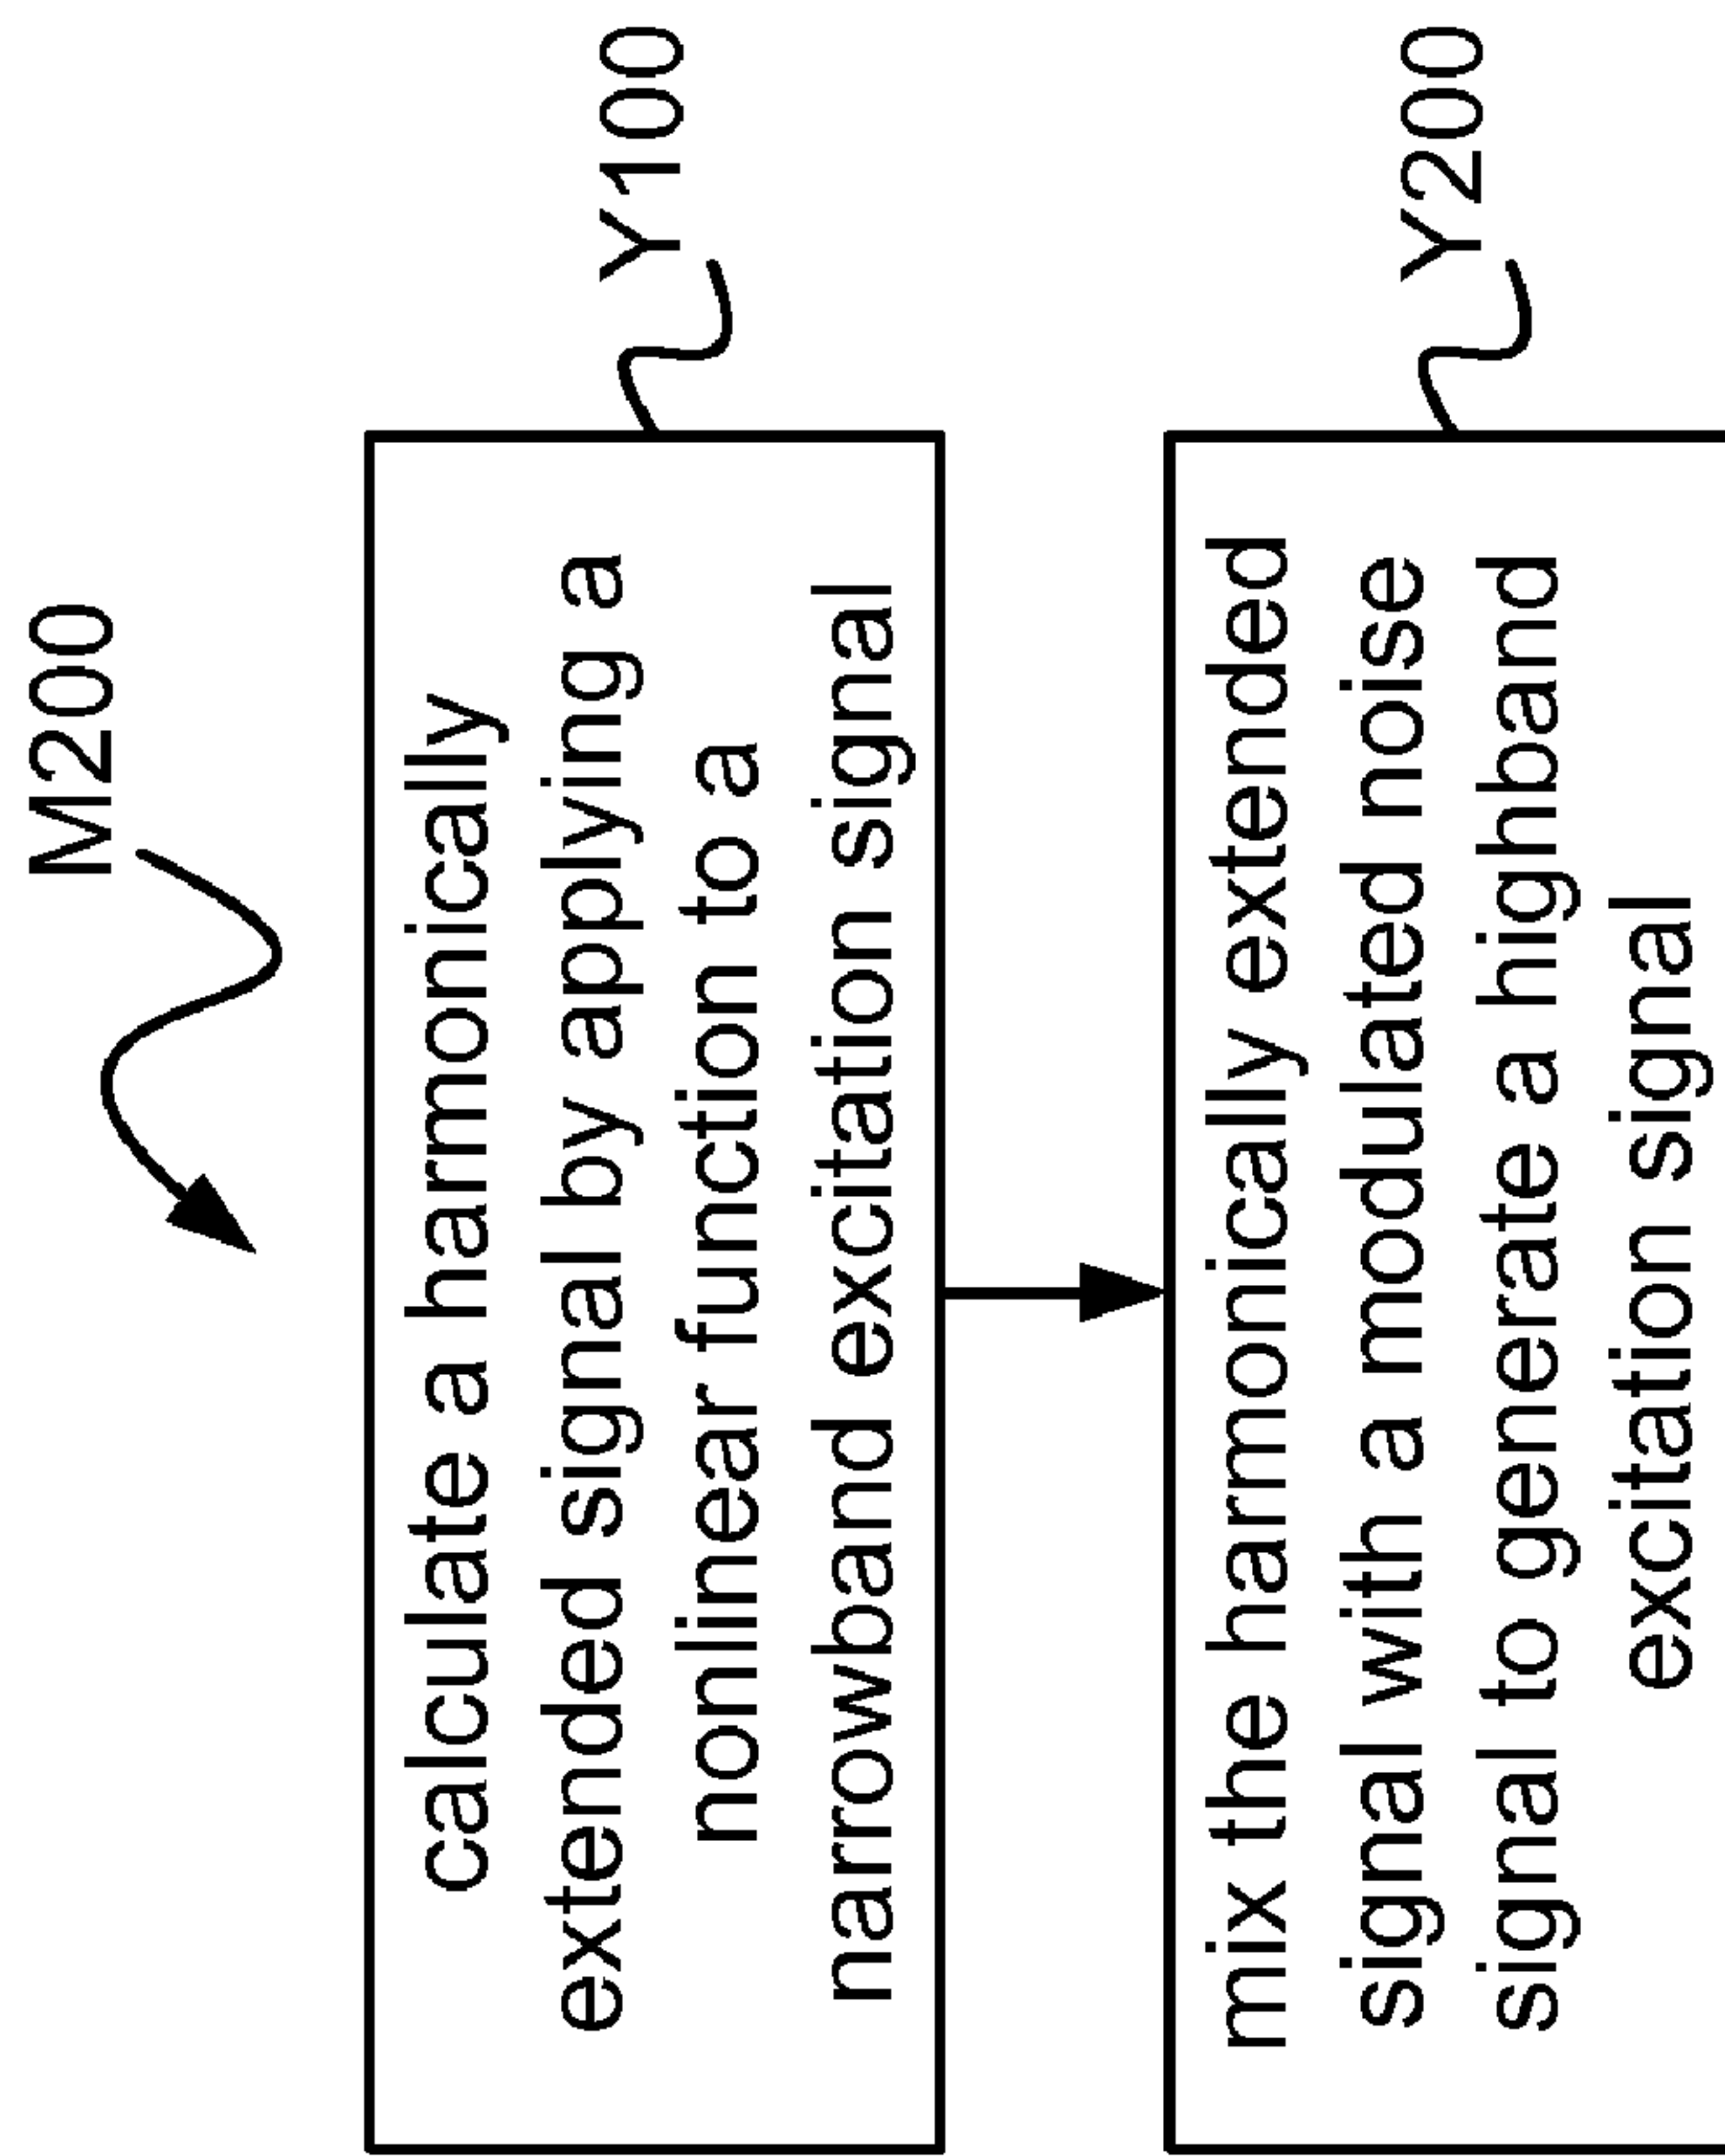 M200
calculate a harmonically
extended signal by applying a
nonlinear function to a
narrowband excitation signal
Y100
mix the harmonically extended
signal with a modulated noise
signal to generate a highband
excitation signal
Y200